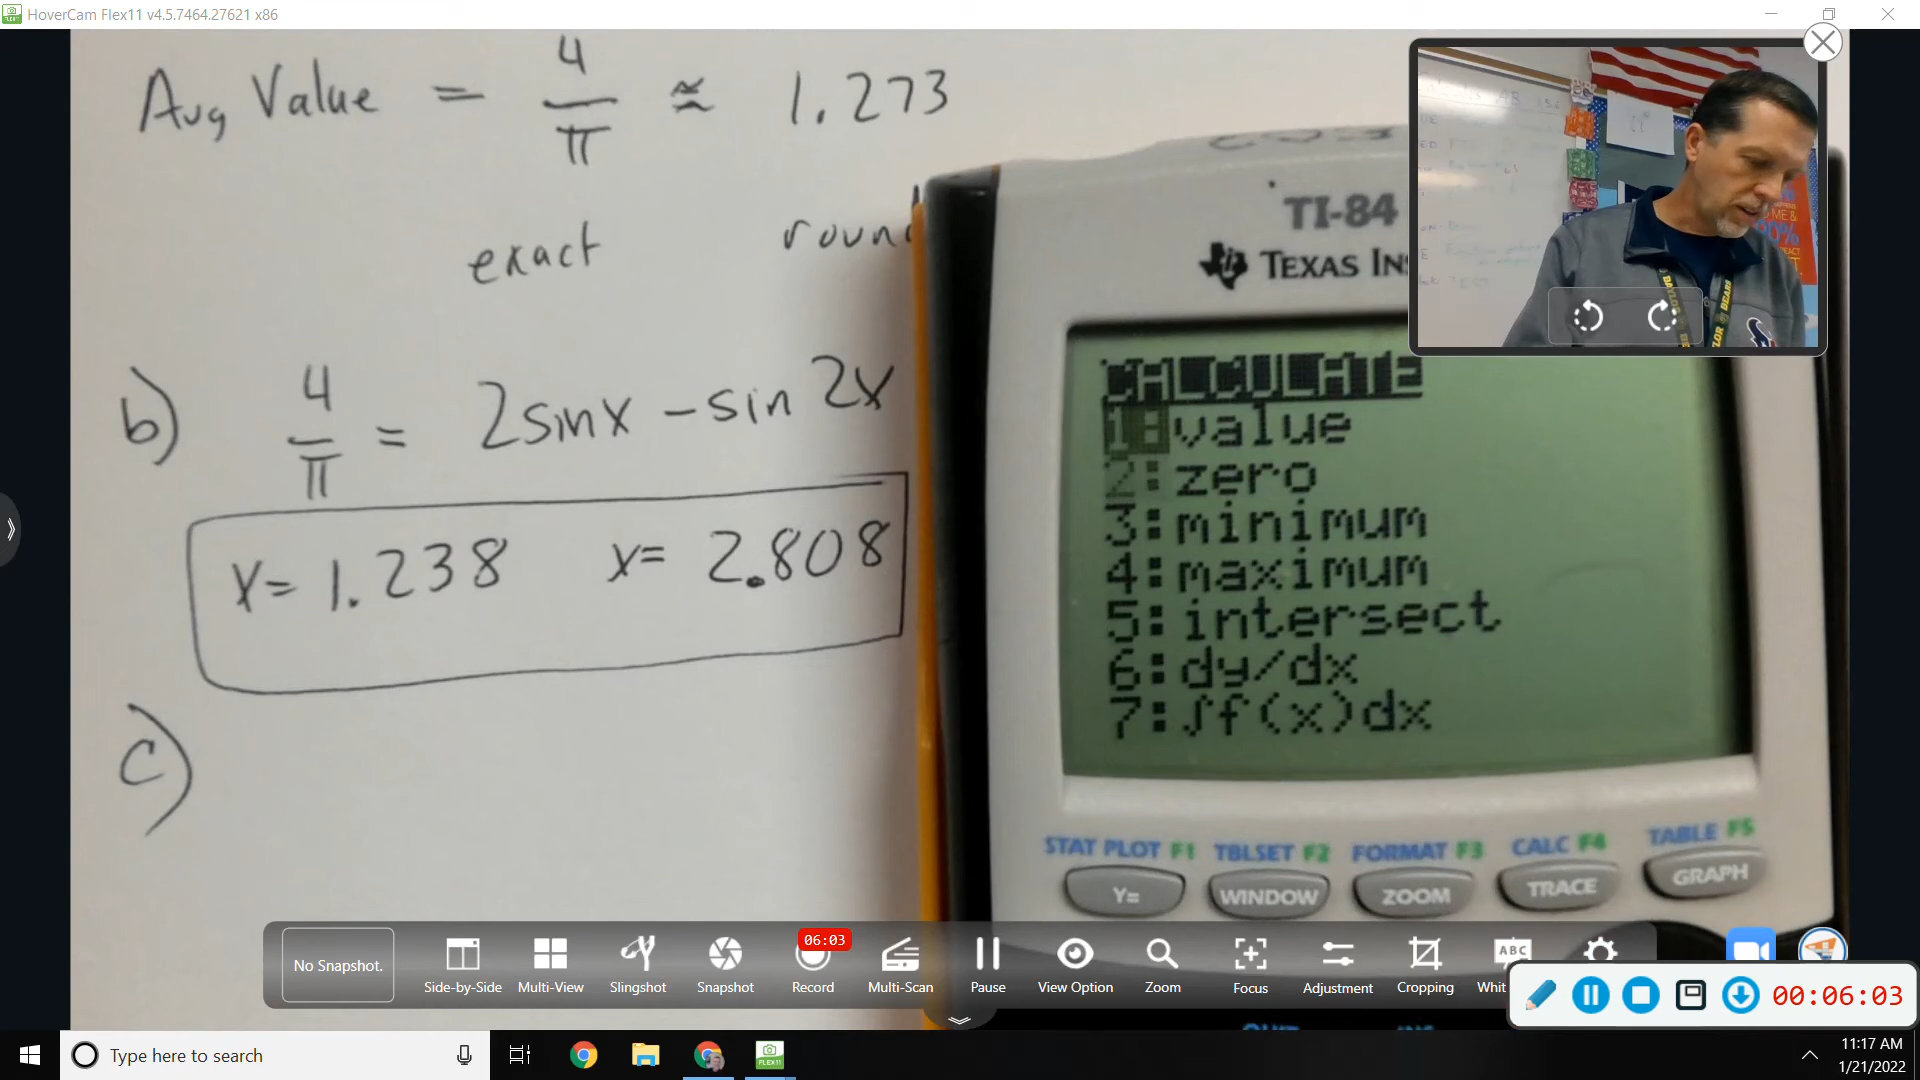 HoverCam Flex11 v4.5.7464.27621 x86
Avg Value = 4/π ≈ 1.273
exact
b) 4/π = 2sinx - sin 2x
x = 1.238 x = 2.808
c)
TI-84
TEXAS
CALCULATE
1:value
2:zero
3:minimum
4:maximum
5:intersect
6:dy/dx
7:∫f(x)dx
STAT PLOT F1 TBLSET F2 FORMAT F3 CALC F4 TABLE F5
Y= WINDOW ZOOM TRACE GRAPH
BAYLOR BEARS
No Snapshot.
06:03
Side-by-Side Multi-View Slingshot Snapshot Record Multi-Scan Pause View Option Zoom Focus Adjustment Cropping
ABC
00:06:03
Type here to search
FLEX11
11:17 AM
1/21/2022